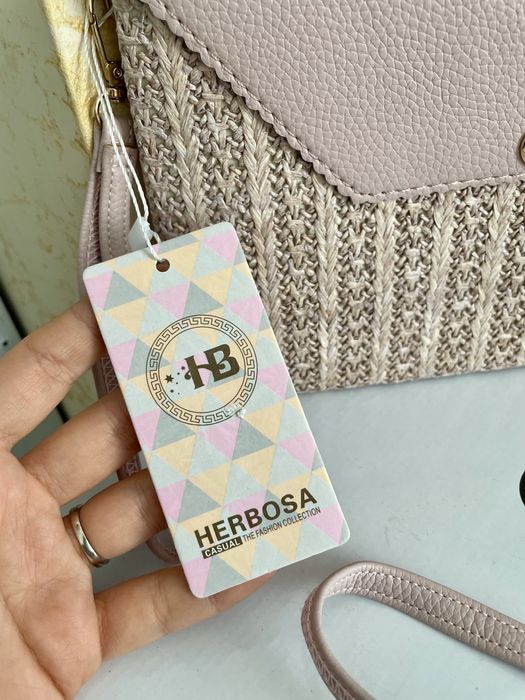 HB
HERBOSA
CASUAL THE FASHION COLLECTION